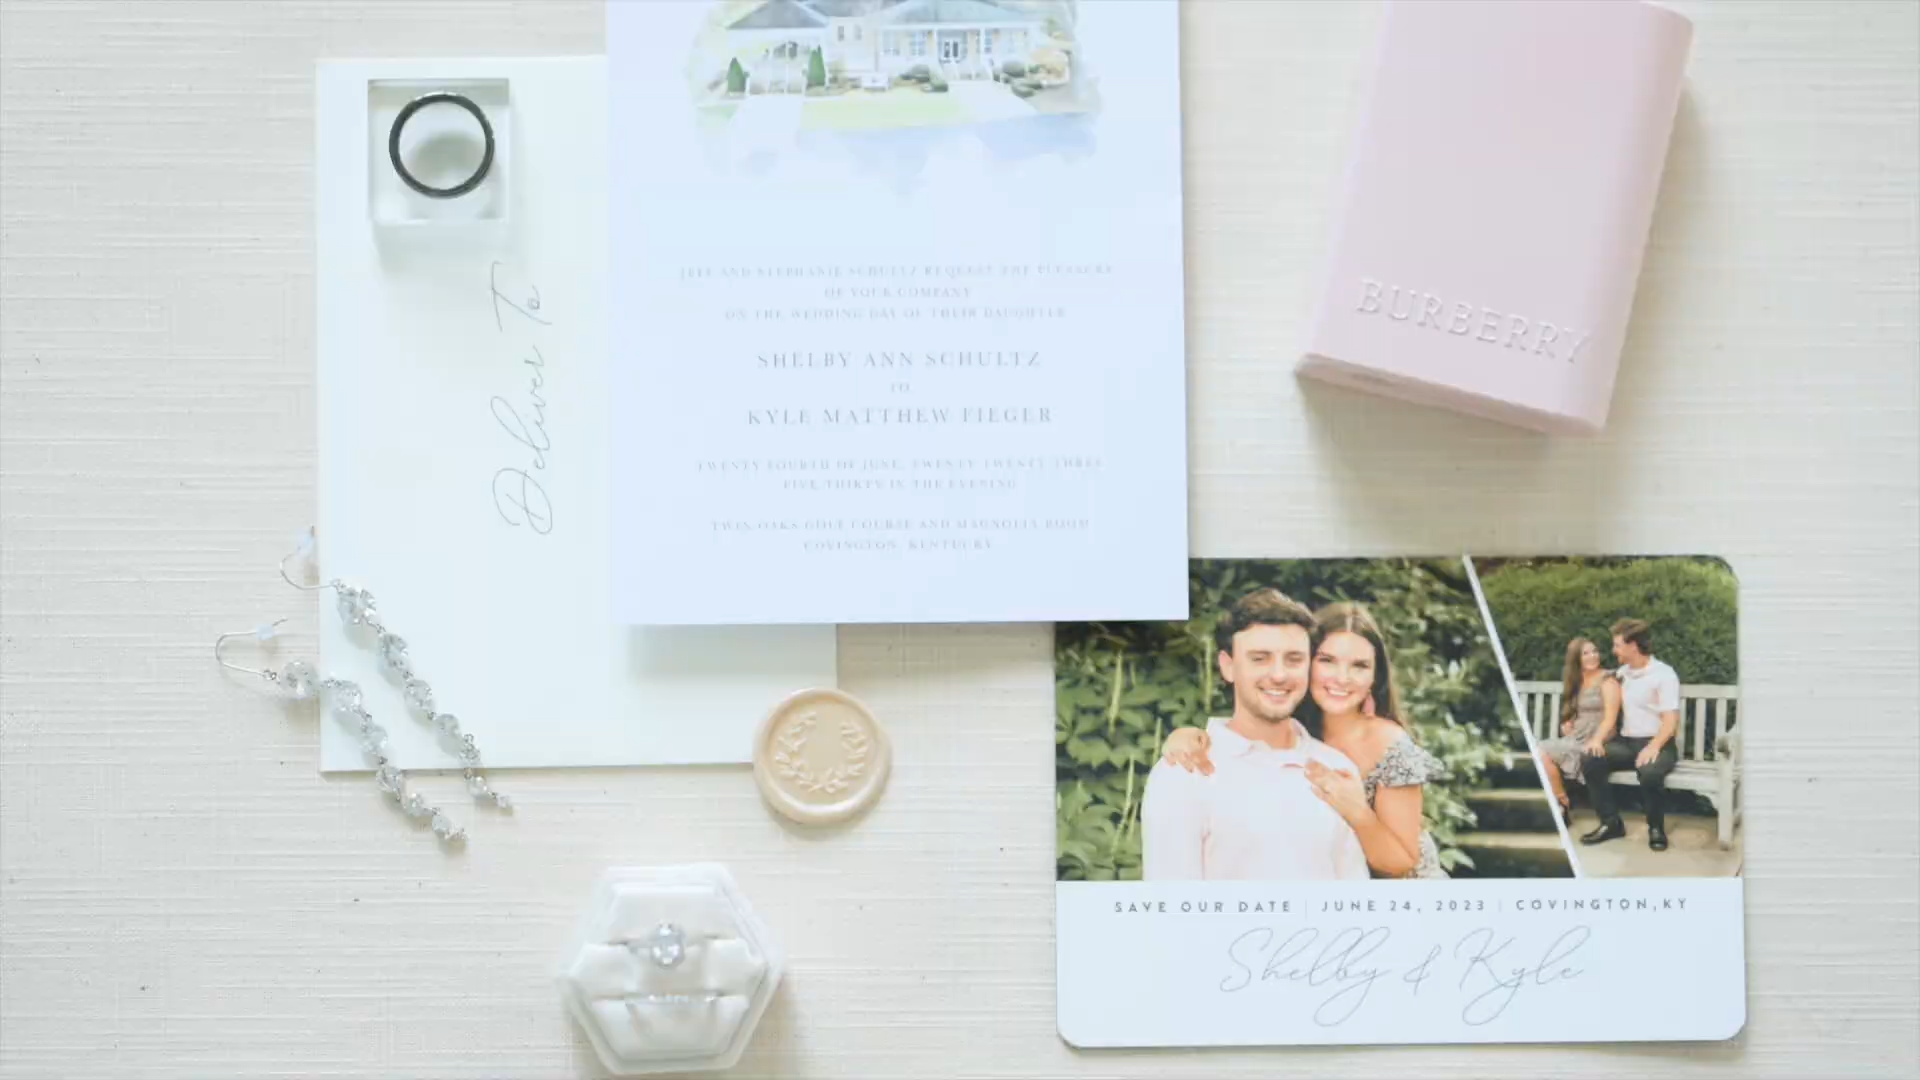 Deliver To
JEFF AND STEPHANIE SCHULTZ REQUEST THE PLEASURE
OF YOUR COMPANY
ON THE WEDDING DAY OF THEIR DAUGHTER
SHELBY ANN SCHULTZ
TO
KYLE MATTHEW FIEGER
TWENTY FOURTH OF JUNE, TWENTY TWENTY THREE
FIVE THIRTY IN THE EVENING
TWIN OAKS GOLF COURSE AND MAGNOLIA ROOM
COVINGTON, KENTUCKY
BURBERRY
SAVE OUR DATE | JUNE 24, 2023 | COVINGTON, KY
Shelby & Kyle